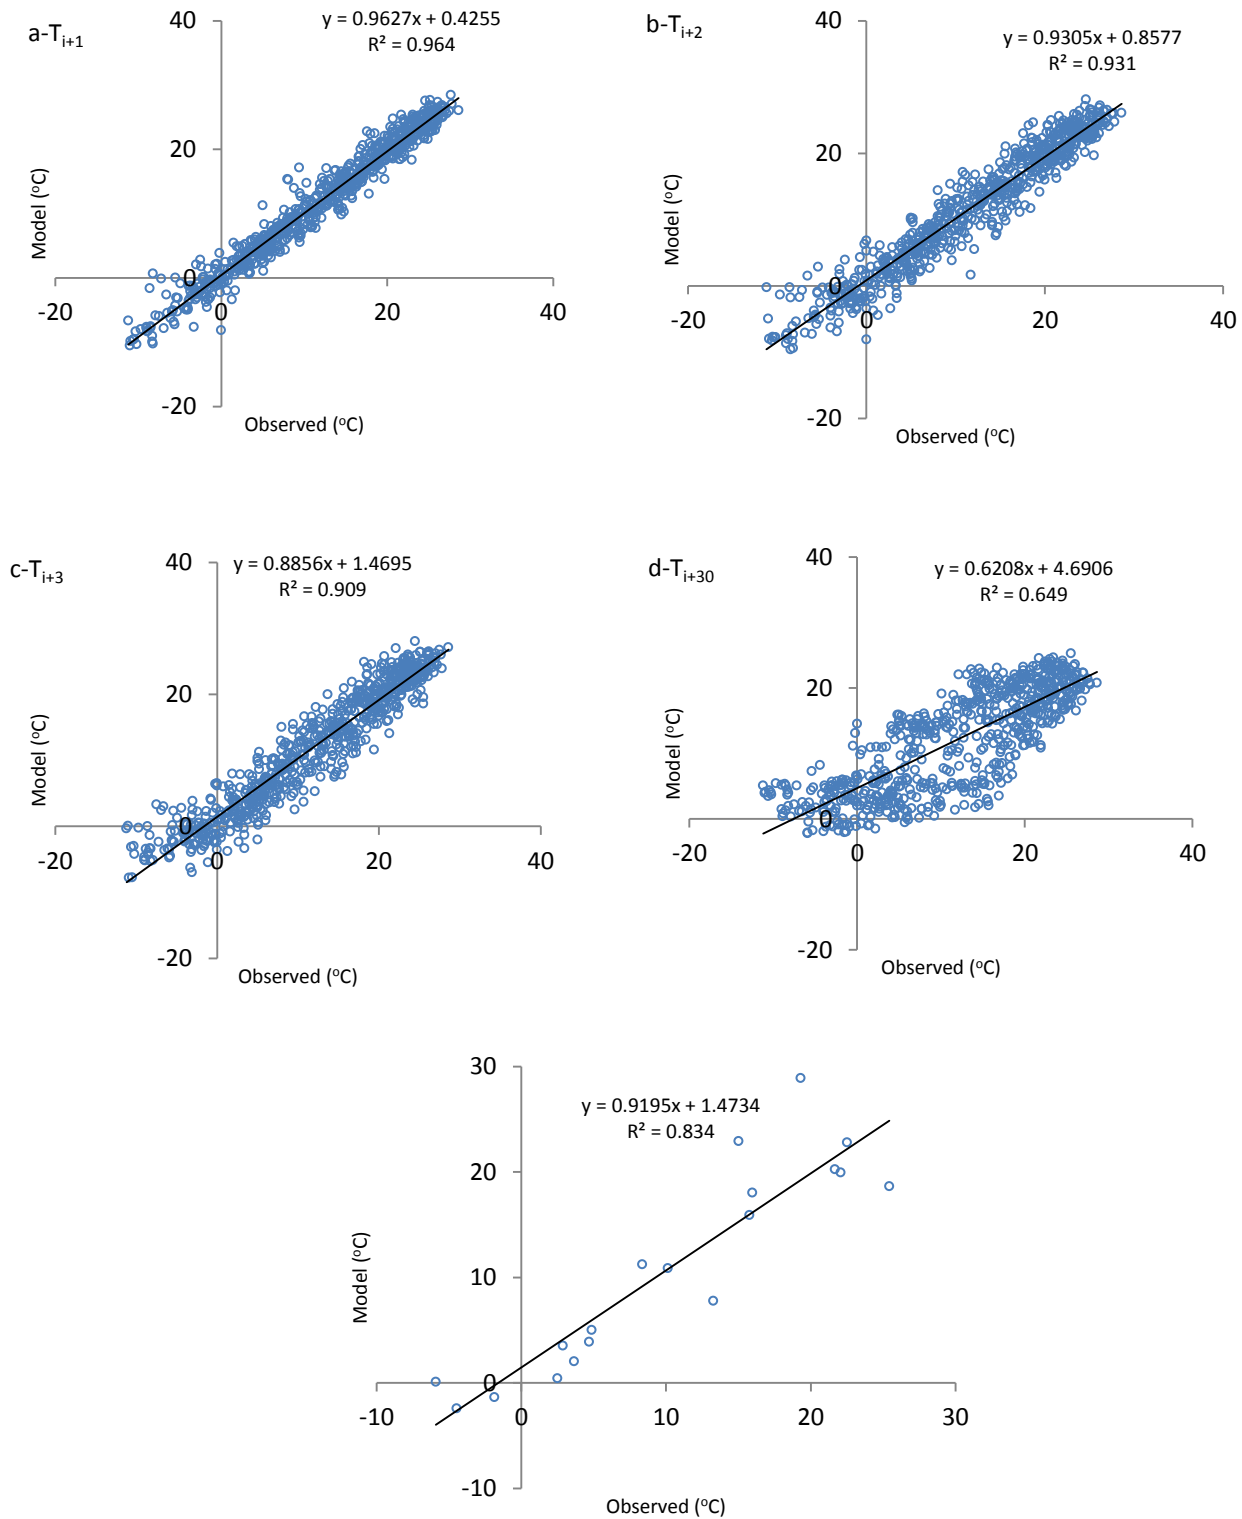 a-Ti+1
y = 0.9627x + 0.4255
R² = 0.964
40
20
0
-20
-20
0
20
40
Model (°C)
Observed (°C)
b-Ti+2
y = 0.9305x + 0.8577
R² = 0.931
40
20
0
-20
-20
0
20
40
Model (°C)
Observed (°C)
c-Ti+3
y = 0.8856x + 1.4695
R² = 0.909
40
20
0
-20
-20
0
20
40
Model (°C)
Observed (°C)
d-Ti+30
y = 0.6208x + 4.6906
R² = 0.649
40
20
0
-20
-20
0
20
40
Model (°C)
Observed (°C)
y = 0.9195x + 1.4734
R² = 0.834
30
20
10
0
-10
-10
0
10
20
30
Model (°C)
Observed (°C)